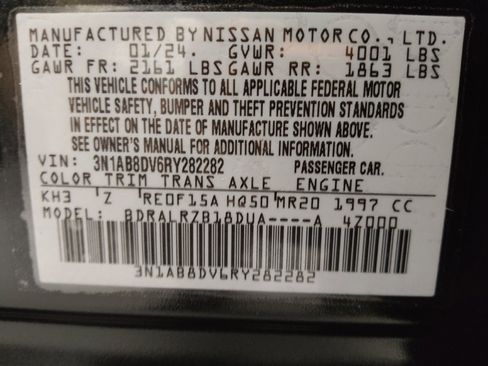 MANUFACTURED BY NISSAN MOTOR CO., LTD.
DATE: 01/24. GVWR: 4001 LBS
GAWR FR: 2161 LBS GAWR RR: 1863 LBS
THIS VEHICLE CONFORMS TO ALL APPLICABLE FEDERAL MOTOR
VEHICLE SAFETY, BUMPER AND THEFT PREVENTION STANDARDS
IN EFFECT ON THE DATE OF MANUFACTURE SHOWN ABOVE.
SEE OWNER'S MANUAL FOR ADDITIONAL INFORMATION.
VIN: 3N1AB8DV6RY282282 PASSENGER CAR.
COLOR TRIM TRANS AXLE ENGINE
KH3 Z RE0F15A HQ50 MR20 1997 CC
MODEL: BDRALRZB18DUA----A 4Z000
3N1AB8DV6RY282282